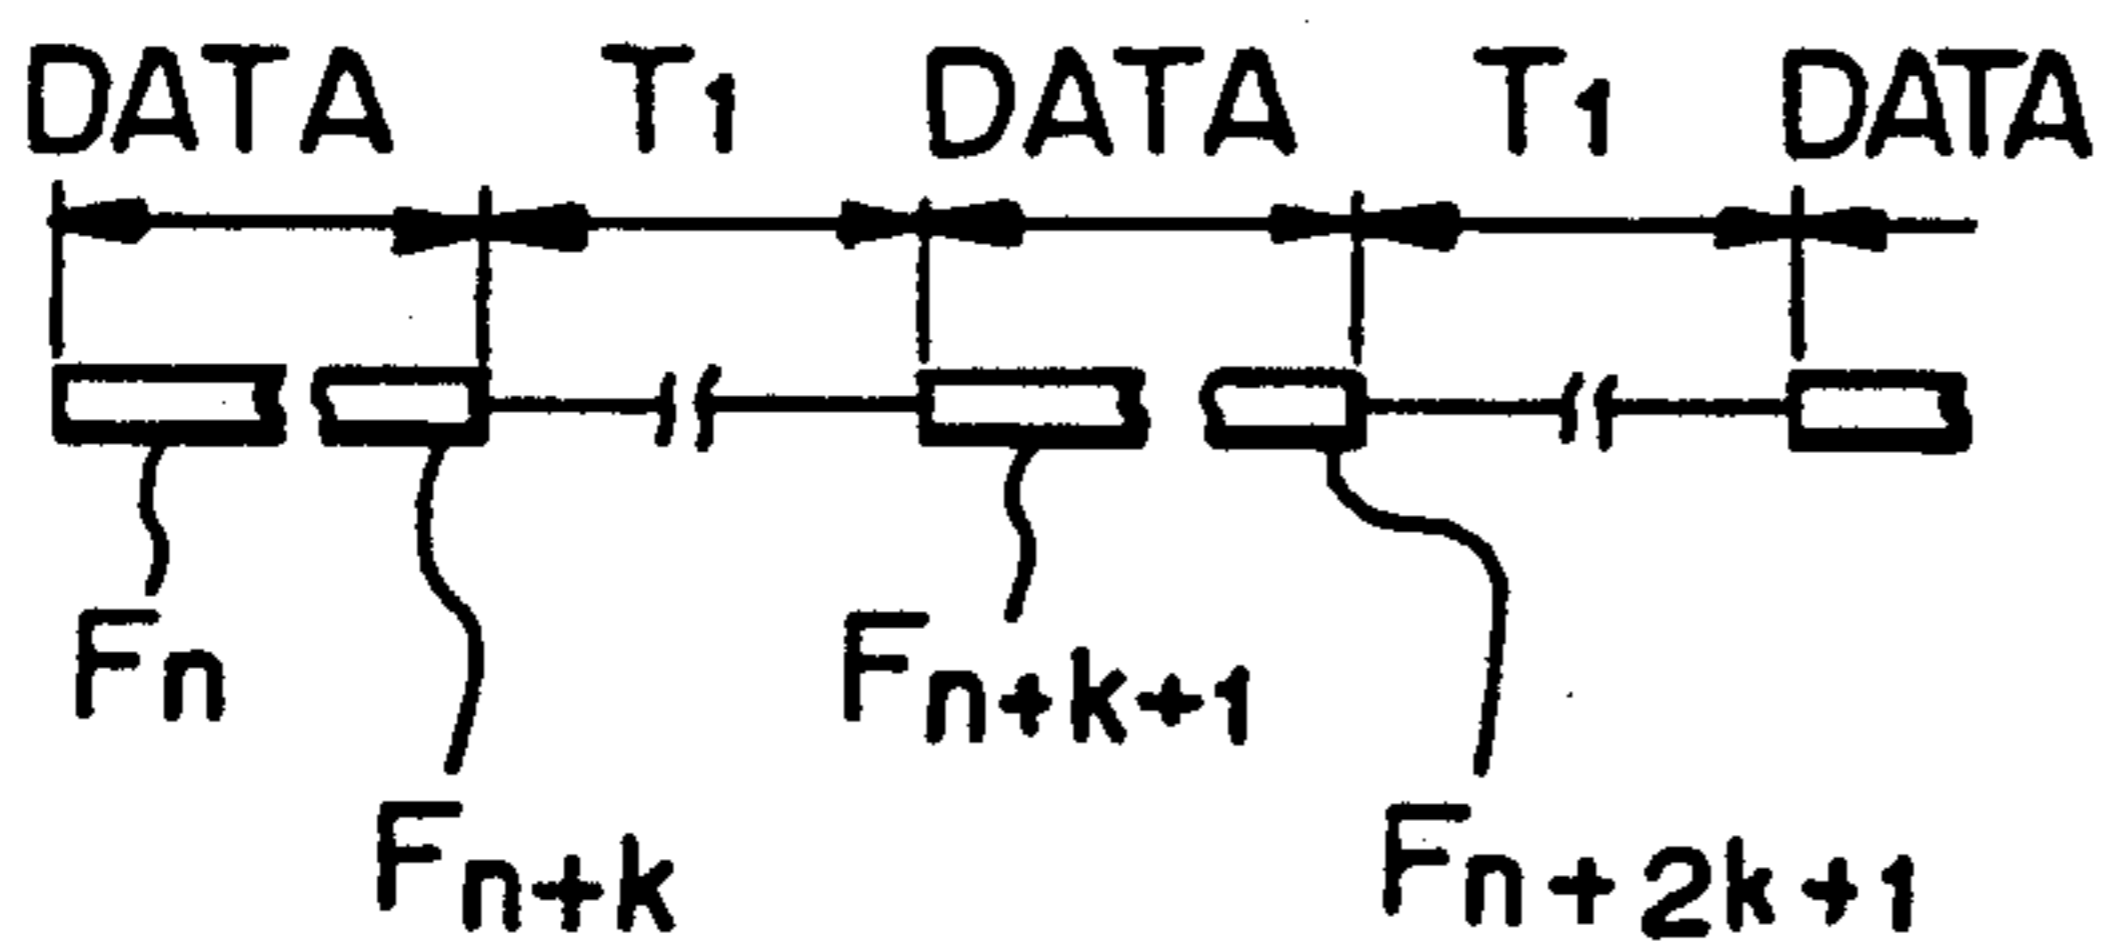 DATA T1 DATA T1 DATA
Fn
Fn+k+1
Fn+k
Fn+2k+1